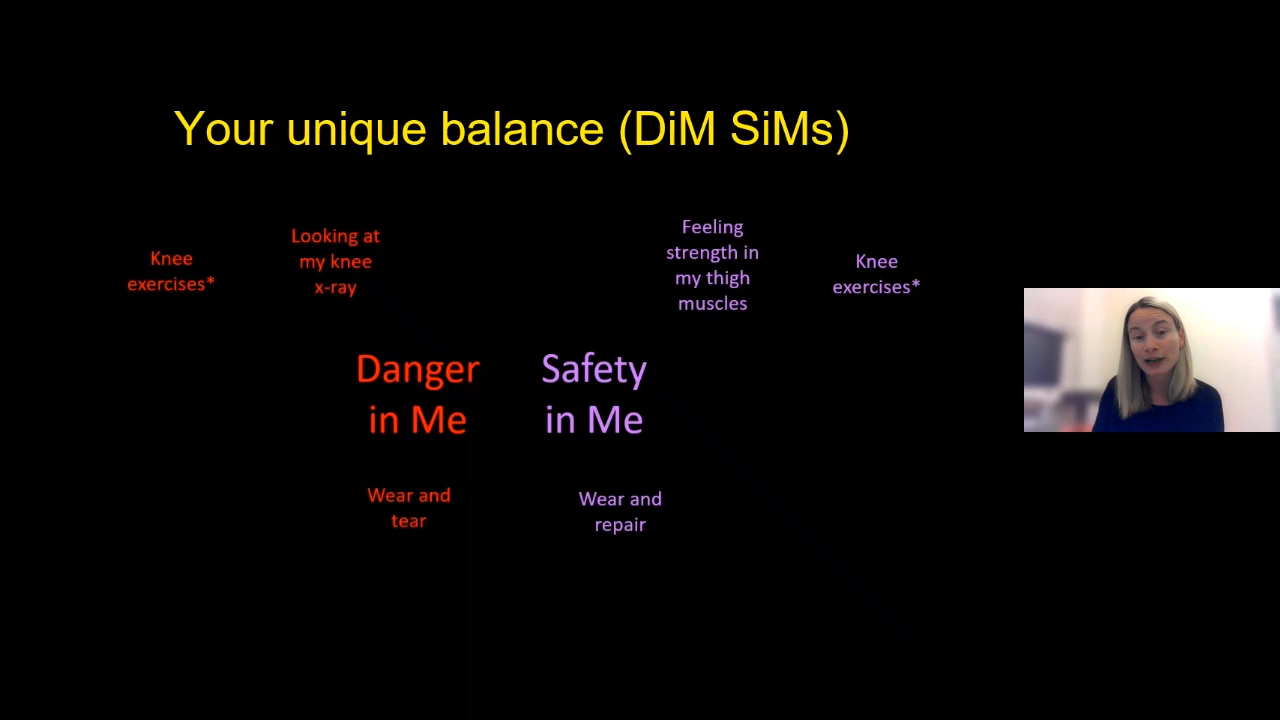 Your unique balance (DiM SiMs)
Knee
exercises*
Looking at
my knee
x-ray
Feeling
strength in
my thigh
muscles
Knee
exercises*
Danger
in Me
Safety
in Me
Wear and
tear
Wear and
repair